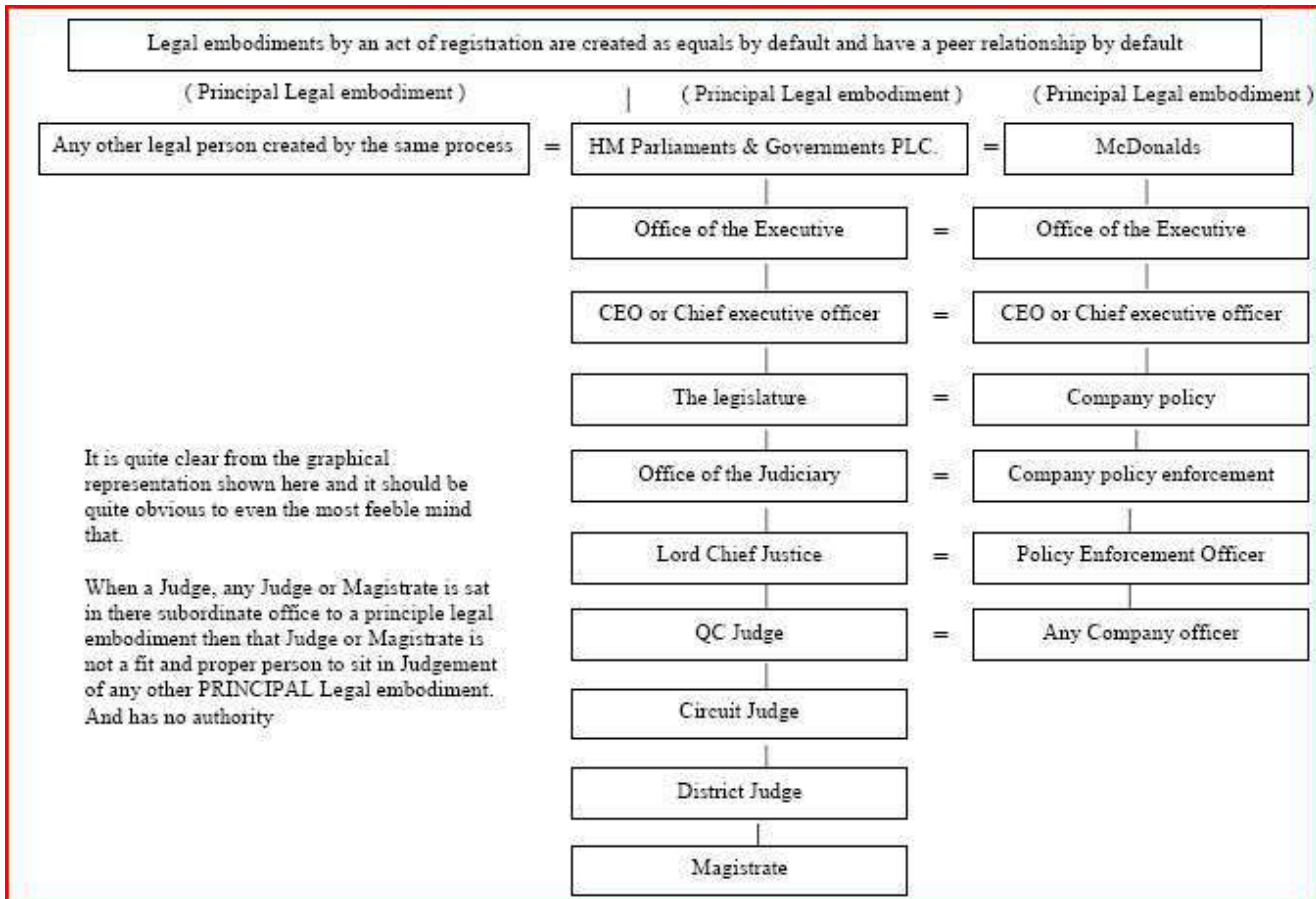 Legal embodiments by an act of registration are created as equals by default and have a peer relationship by default
( Principal Legal embodiment ) ( Principal Legal embodiment ) ( Principal Legal embodiment )
Any other legal person created by the same process = HM Parliaments & Governments PLC. = McDonalds
Office of the Executive = Office of the Executive
CEO or Chief executive officer = CEO or Chief executive officer
The legislature = Company policy
Office of the Judiciary = Company policy enforcement
Lord Chief Justice = Policy Enforcement Officer
QC Judge = Any Company officer
Circuit Judge
District Judge
Magistrate
It is quite clear from the graphical
representation shown here and it should be
quite obvious to even the most feeble mind
that.
When a Judge, any Judge or Magistrate is sat
in there subordinate office to a principle legal
embodiment then that Judge or Magistrate is
not a fit and proper person to sit in Judgement
of any other PRINCIPAL Legal embodiment.
And has no authority